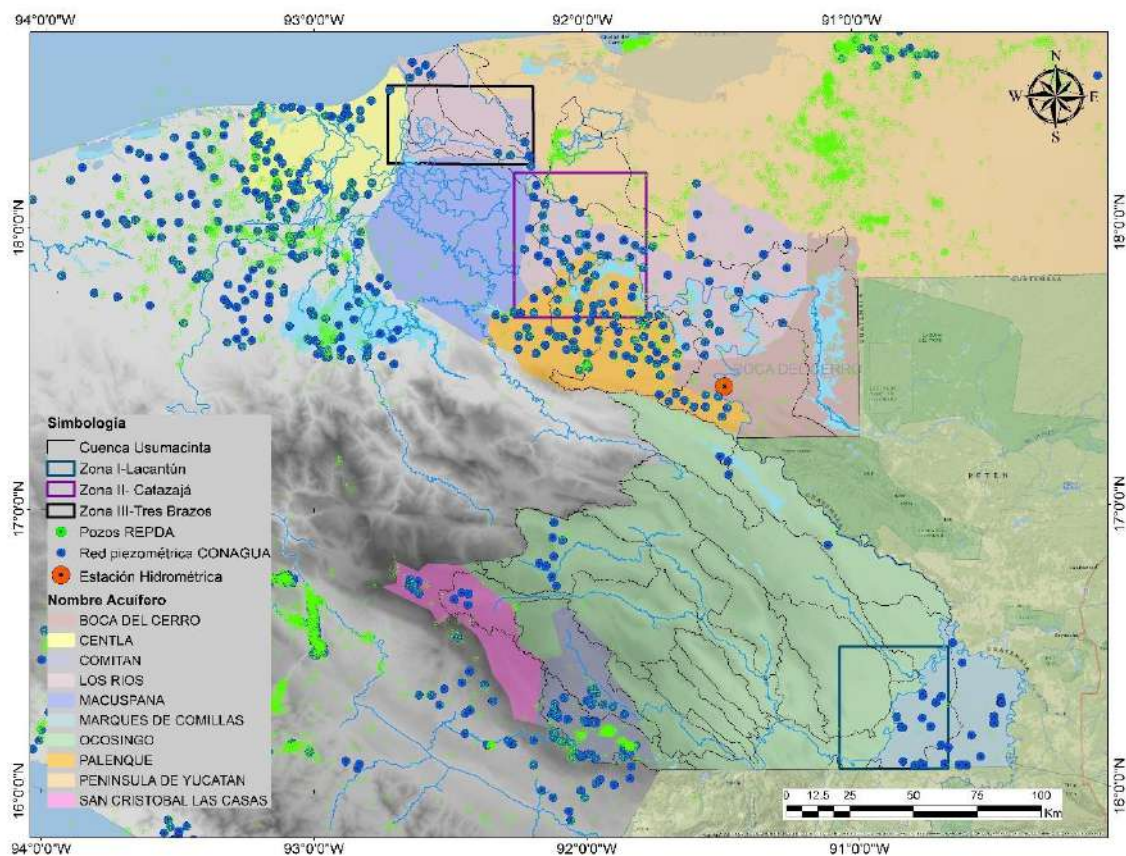 94°0'0"W 93°0'0"W 92°0'0"W 91°0'0"W
N
W E
S
18°0'0"N 18°0'0"N
GUATEMALA
BOCA DEL CERRO
PETEN
17°0'0"N 17°0'0"N
16°0'0"N 16°0'0"N
Simbología
Cuenca Usumacinta
Zona I-Lacantún
Zona II- Catazajá
Zona III-Tres Brazos
Pozos REPDA
Red piezométrica CONAGUA
Estación Hidrométrica
Nombre Acuífero
BOCA DEL CERRO
CENTLA
COMITAN
LOS RIOS
MACUSPANA
MARQUES DE COMILLAS
OCOSINGO
PALENQUE
PENINSULA DE YUCATAN
SAN CRISTOBAL LAS CASAS
0 12.5 25 50 75 100
Km
94°0'0"W 93°0'0"W 92°0'0"W 91°0'0"W